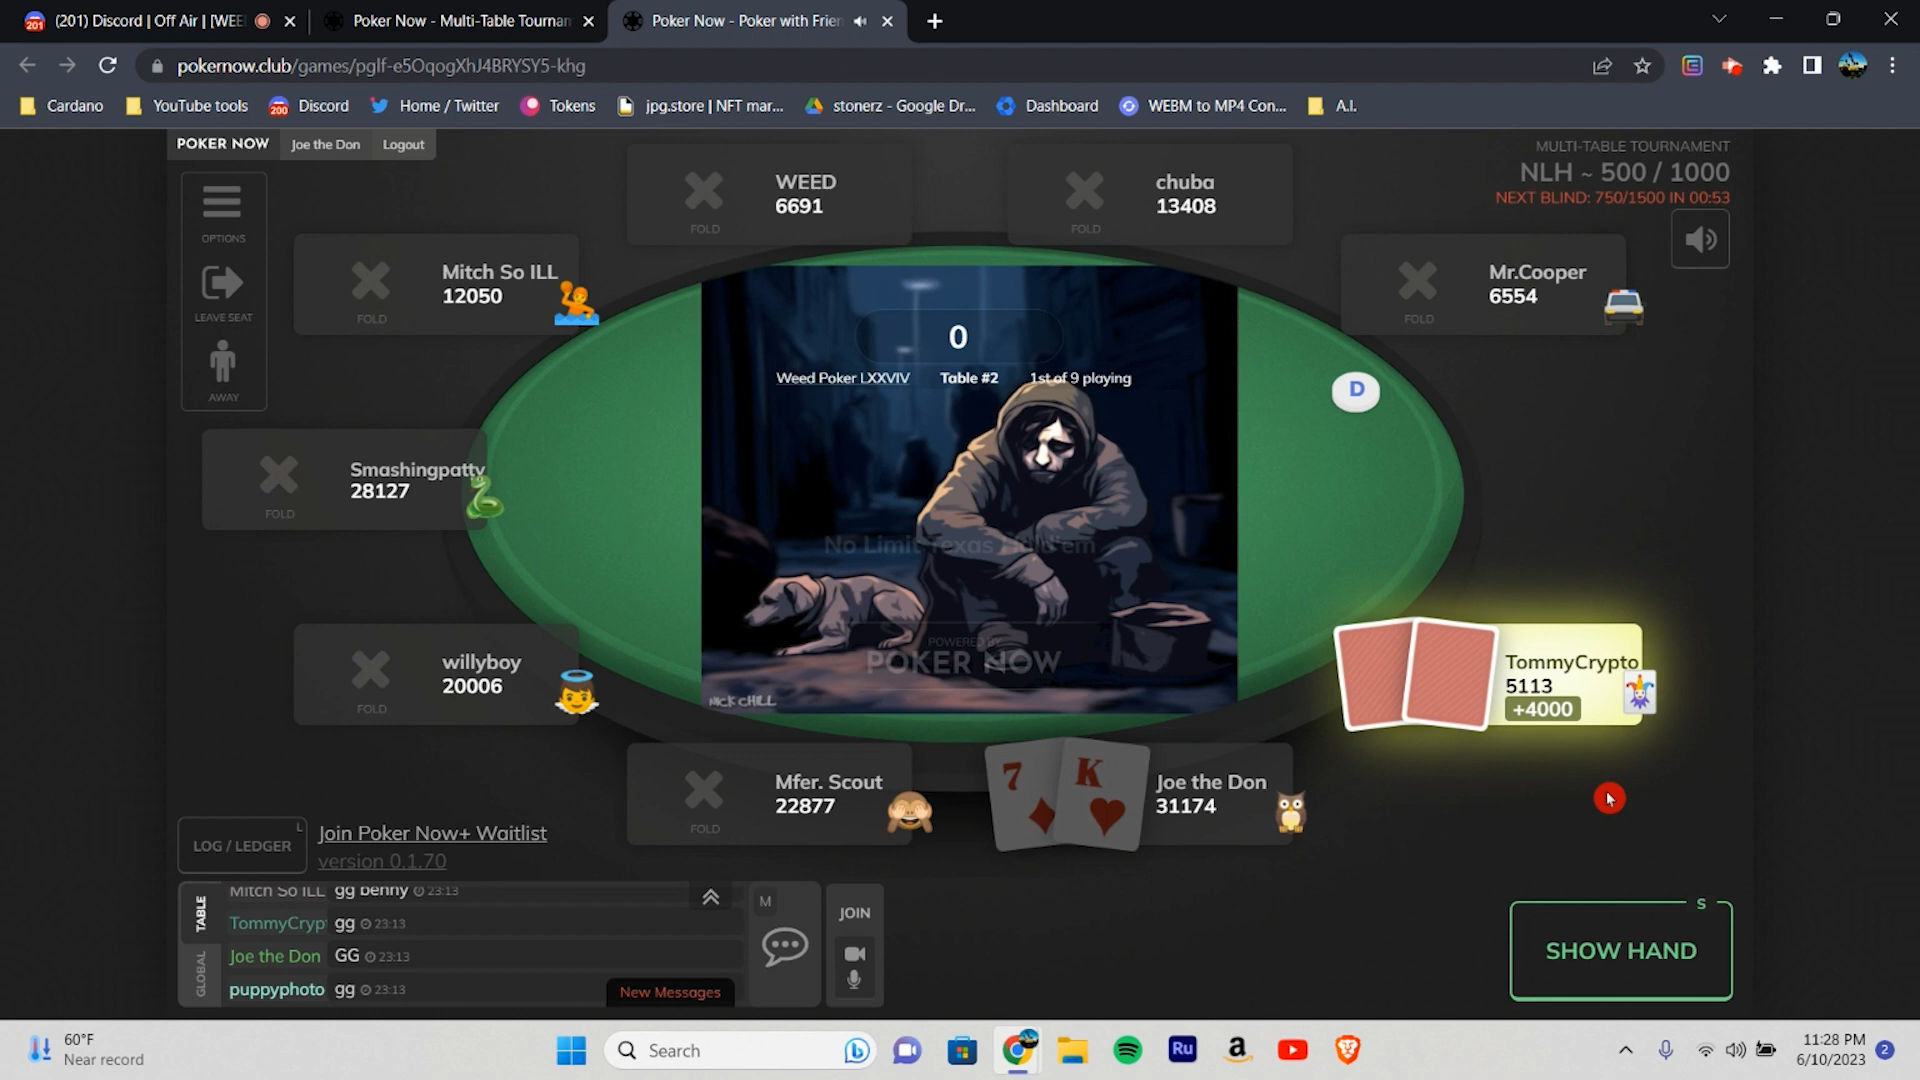 201
(201) Discord | Off Air | [WEE
Poker Now - Multi-Table Tournam
Poker Now - Poker with Frien
pokernow.club/games/pglf-e5OqogXhJ4BRYSY5-khg
Cardano
YouTube tools
200
Discord
Home / Twitter
Tokens
jpg.store | NFT mar...
stonerz - Google Dr...
Dashboard
WEBM to MP4 Con...
A.I.
POKER NOW
Joe the Don
Logout
MULTI-TABLE TOURNAMENT
NLH ~ 500 / 1000
NEXT BLIND: 750/1500 IN 00:53
OPTIONS
LEAVE SEAT
AWAY
WEED
6691
FOLD
chuba
13408
FOLD
Mitch So ILL
12050
FOLD
Mr.Cooper
6554
FOLD
0
Weed Poker LXXVIV
Table #2
1st of 9 playing
D
Smashingpatty
28127
FOLD
No Limit Texas Hold'em
POWERED BY
POKER NOW
NICK CHILL
willyboy
20006
FOLD
TommyCrypto
5113
+4000
Mfer. Scout
22877
FOLD
7
K
Joe the Don
31174
LOG / LEDGER
L
Join Poker Now+ Waitlist
version 0.1.70
TABLE
GLOBAL
Mitch So ILL gg benny 23:13
TommyCryp gg 23:13
Joe the Don GG 23:13
puppyphoto gg 23:13
New Messages
M
JOIN
S
SHOW HAND
60°F
Near record
Search
Ru
a
11:28 PM
6/10/2023
2